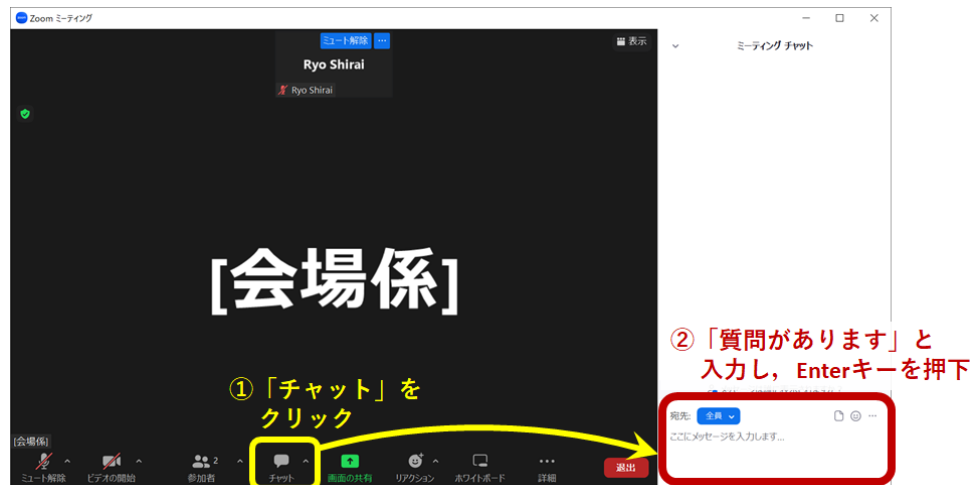 Zoom ミーティング
ミュート解除 ...
表示
Ryo Shirai
Ryo Shirai
ミーティング チャット
[会場係]
②「質問があります」と
入力し，Enterキーを押下
①「チャット」を
クリック
宛先: 全員
ここにメッセージを入力します...
[会場係]
2
ミュート解除 ビデオの開始 参加者 チャット 画面の共有 リアクション ホワイトボード 詳細 退出